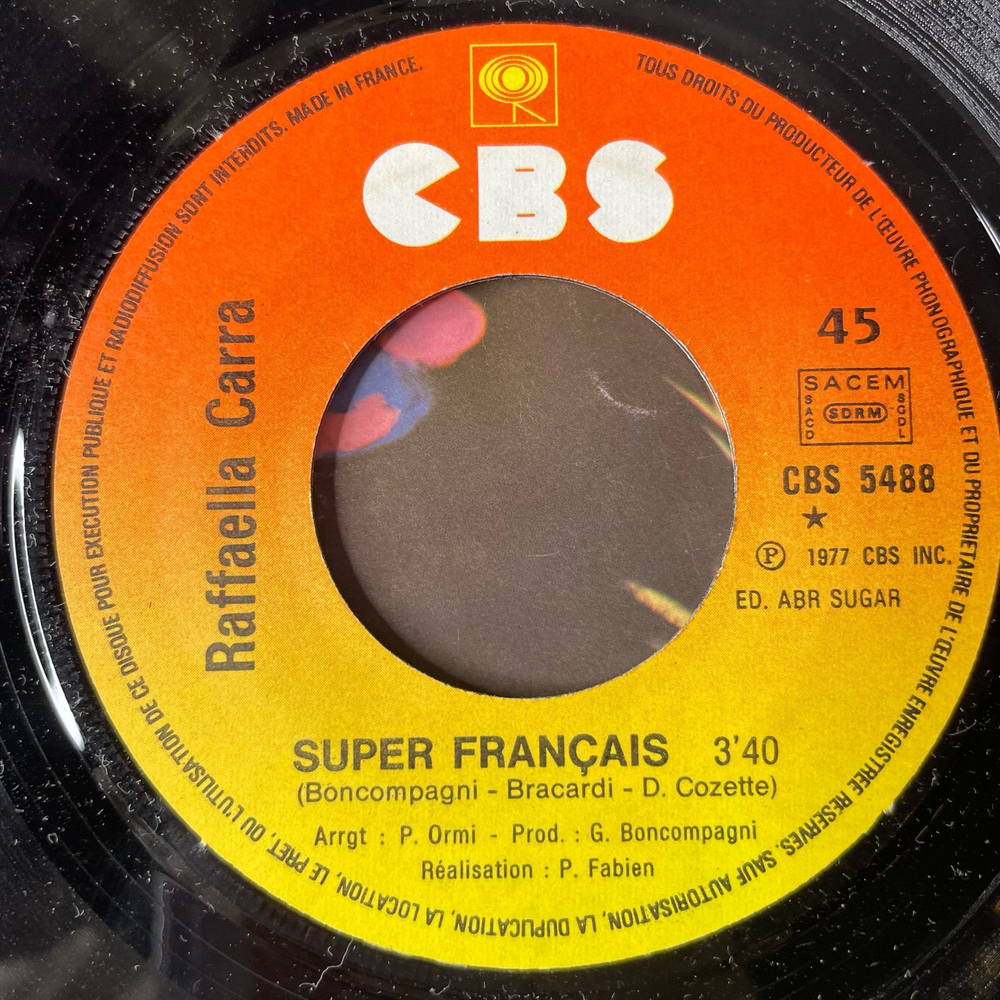 TOUS DROITS DU PRODUCTEUR DE L'ŒUVRE PHONOGRAPHIQUE ET DU PROPRIETAIRE DE L'ŒUVRE ENREGISTREE RESERVES. SAUF AUTORISATION, LA DUPLICATION, LA LOCATION, LE PRET, OU L'UTILISATION DE CE DISQUE POUR EXECUTION PUBLIQUE ET RADIODIFFUSION SONT INTERDITS. MADE IN FRANCE.
CBS
Raffaella Carra
45
SACEM
SACD
SDRM
SGDL
CBS 5488
★
℗ 1977 CBS INC.
ED. ABR SUGAR
SUPER FRANÇAIS 3'40
(Boncompagni - Bracardi - D. Cozette)
Arrgt : P. Ormi - Prod. : G. Boncompagni
Réalisation : P. Fabien